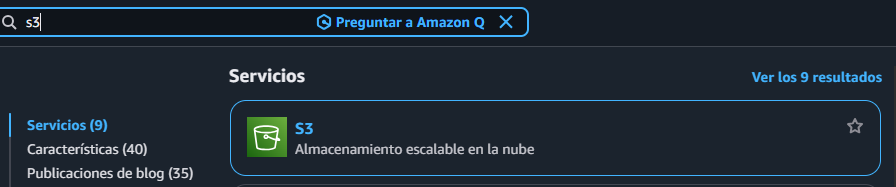 s3
Preguntar a Amazon Q
Servicios
Ver los 9 resultados
Servicios (9)
Características (40)
Publicaciones de blog (35)
S3
Almacenamiento escalable en la nube